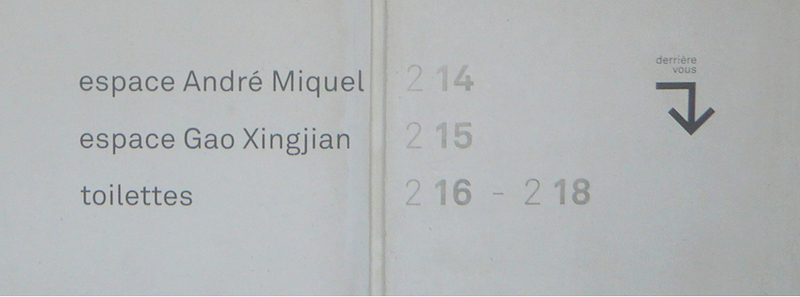 espace André Miquel 2 14
espace Gao Xingjian 2 15
toilettes 2 16 - 2 18
derrière
vous